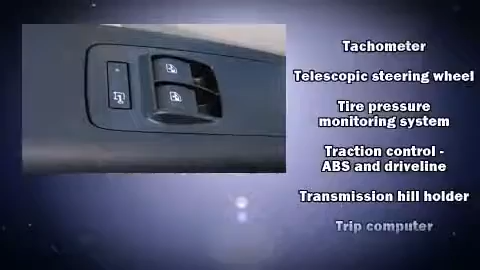 Tachometer
Telescopic steering wheel
Tire pressure
monitoring system
Traction control -
ABS and driveline
Transmission hill holder
Trip computer